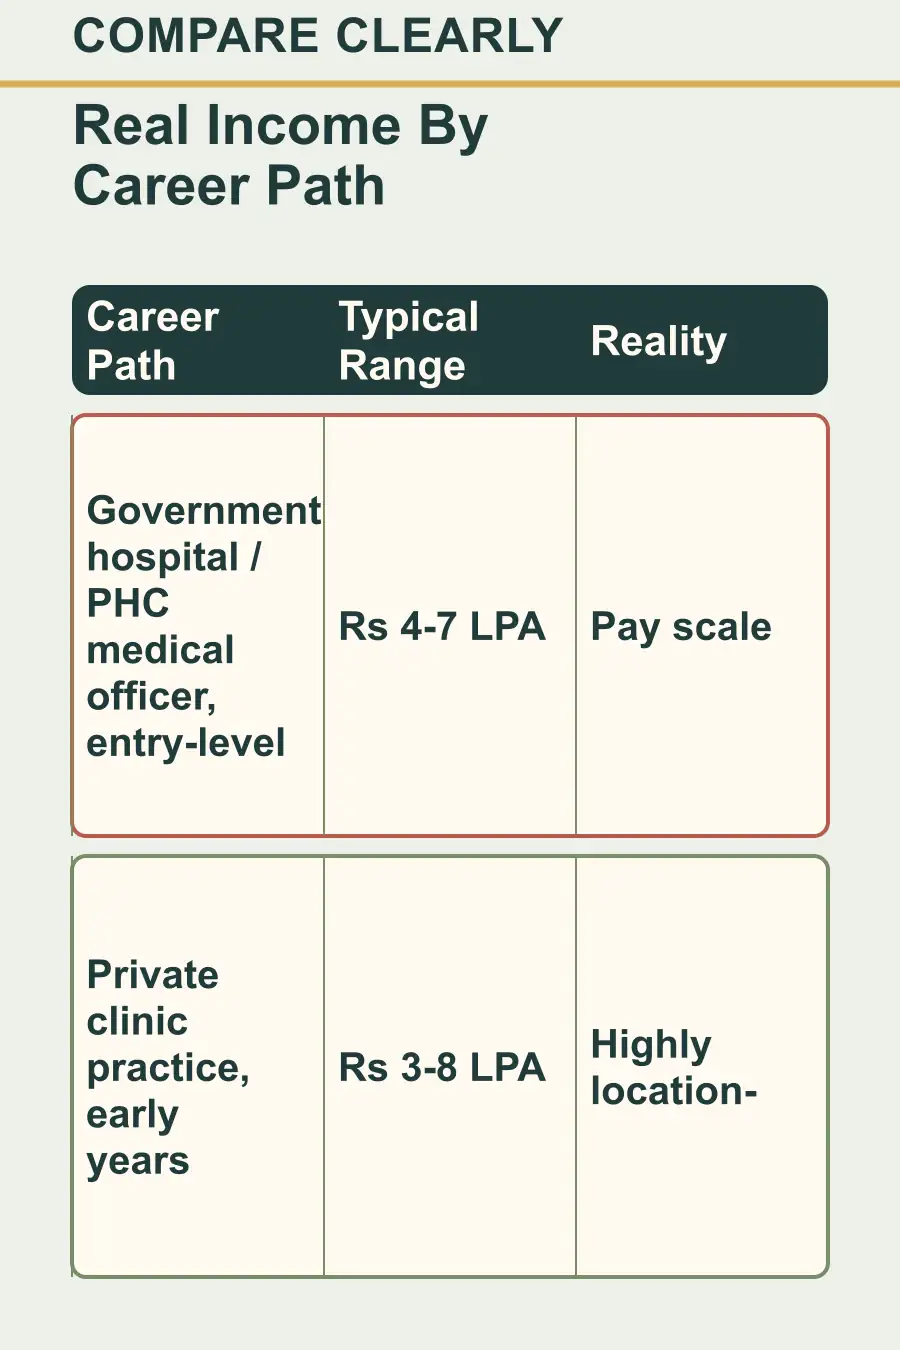 COMPARE CLEARLY
Real Income By
Career Path
Career
Path
Typical
Range
Reality
Government
hospital /
PHC
medical
officer,
entry-level
Rs 4-7 LPA
Pay scale
Private
clinic
practice,
early
years
Rs 3-8 LPA
Highly
location-